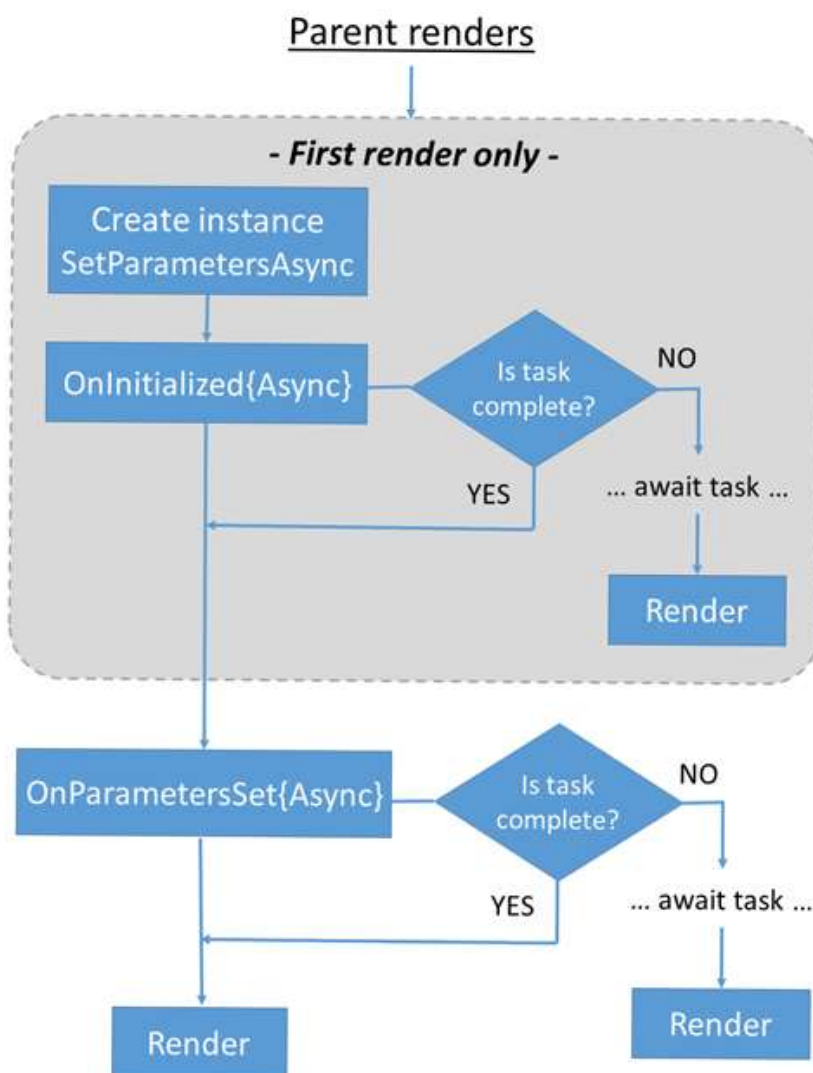 Parent renders
- First render only -
Create instance
SetParametersAsync
OnInitialized{Async}
Is task
complete?
NO
YES
... await task ...
Render
OnParametersSet{Async}
Is task
complete?
NO
YES
... await task ...
Render
Render